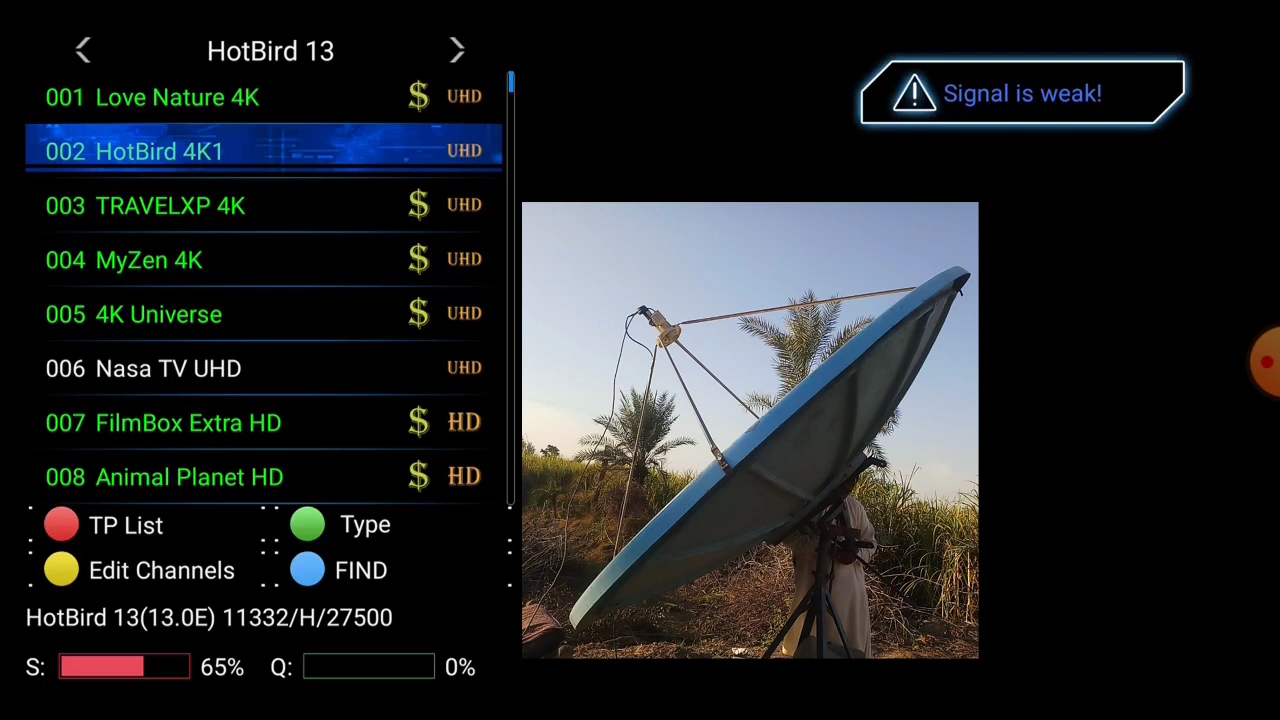 HotBird 13
001 Love Nature 4K $ UHD
002 HotBird 4K1 UHD
003 TRAVELXP 4K $ UHD
004 MyZen 4K $ UHD
005 4K Universe $ UHD
006 Nasa TV UHD UHD
007 FilmBox Extra HD $ HD
008 Animal Planet HD $ HD
TP List Type
Edit Channels FIND
HotBird 13(13.0E) 11332/H/27500
S: 65% Q: 0%
Signal is weak!